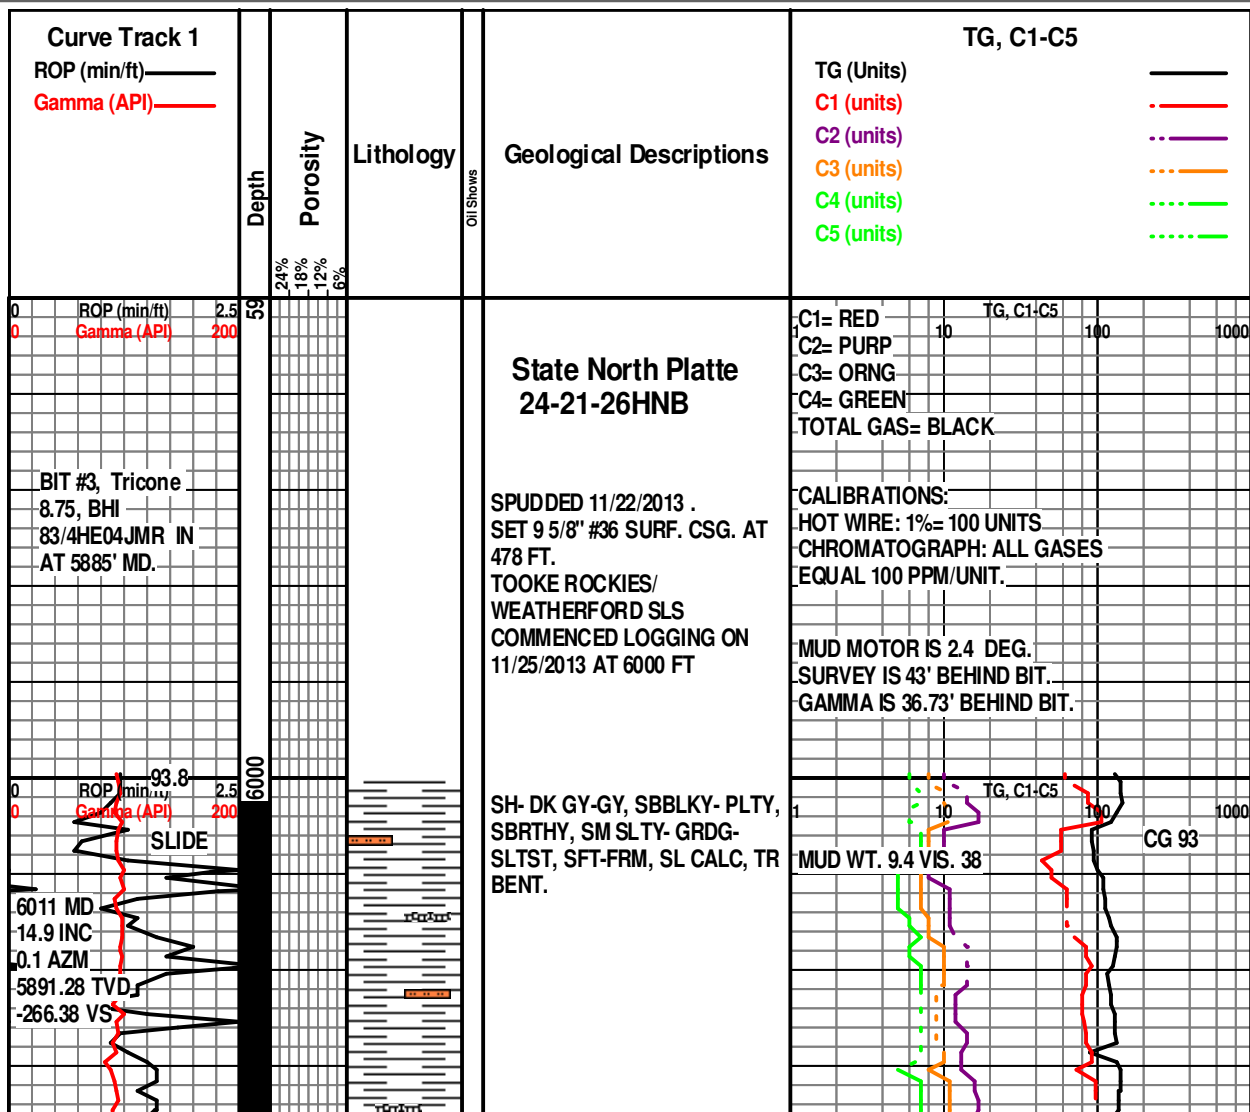 Curve Track 1
ROP (min/ft)
Gamma (API)
Depth
Porosity
24%
18%
12%
6%
Lithology
Oil Shows
Geological Descriptions
TG, C1-C5
TG (Units)
C1 (units)
C2 (units)
C3 (units)
C4 (units)
C5 (units)
0 ROP (min/ft) 2.5
0 Gamma (API) 200
59
1 TG, C1-C5
10 100 1000
C1= RED
C2= PURP
C3= ORNG
C4= GREEN
TOTAL GAS= BLACK
State North Platte
24-21-26HNB
BIT #3, Tricone
8.75, BHI
83/4HE04JMR IN
AT 5885' MD.
SPUDDED 11/22/2013 .
SET 9 5/8" #36 SURF. CSG. AT
478 FT.
TOOKE ROCKIES/
WEATHERFORD SLS
COMMENCED LOGGING ON
11/25/2013 AT 6000 FT
CALIBRATIONS:
HOT WIRE: 1%= 100 UNITS
CHROMATOGRAPH: ALL GASES
EQUAL 100 PPM/UNIT.
MUD MOTOR IS 2.4 DEG.
SURVEY IS 43' BEHIND BIT.
GAMMA IS 36.73' BEHIND BIT.
93.8
0 ROP (min/ft) 2.5
0 Gamma (API) 200
6000
SLIDE
6011 MD
14.9 INC
0.1 AZM
5891.28 TVD
-266.38 VS
SH- DK GY-GY, SBBLKY- PLTY,
SBRTHY, SM SLTY- GRDG-
SLTST, SFT-FRM, SL CALC, TR
BENT.
TG, C1-C5
1 10 100 1000
CG 93
MUD WT. 9.4 VIS. 38